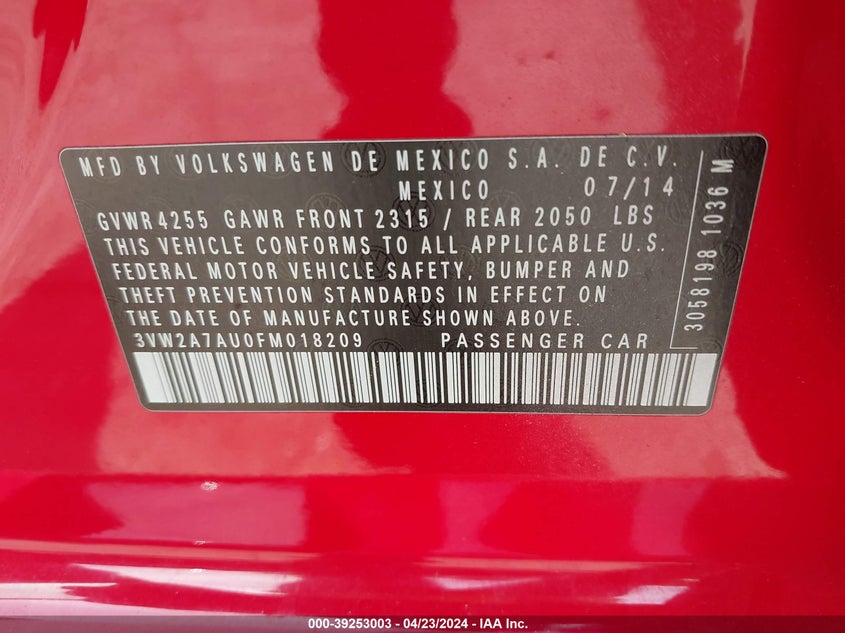 MFD BY VOLKSWAGEN DE MEXICO S.A. DE C.V.
MEXICO 07/14
GVWR 4255 GAWR FRONT 2315 / REAR 2050 LBS
THIS VEHICLE CONFORMS TO ALL APPLICABLE U.S.
FEDERAL MOTOR VEHICLE SAFETY, BUMPER AND
THEFT PREVENTION STANDARDS IN EFFECT ON
THE DATE OF MANUFACTURE SHOWN ABOVE.
3VW2A7AU0FM018209 PASSENGER CAR
3058198 1036 M
000-39253003 - 04/23/2024 - IAA Inc.